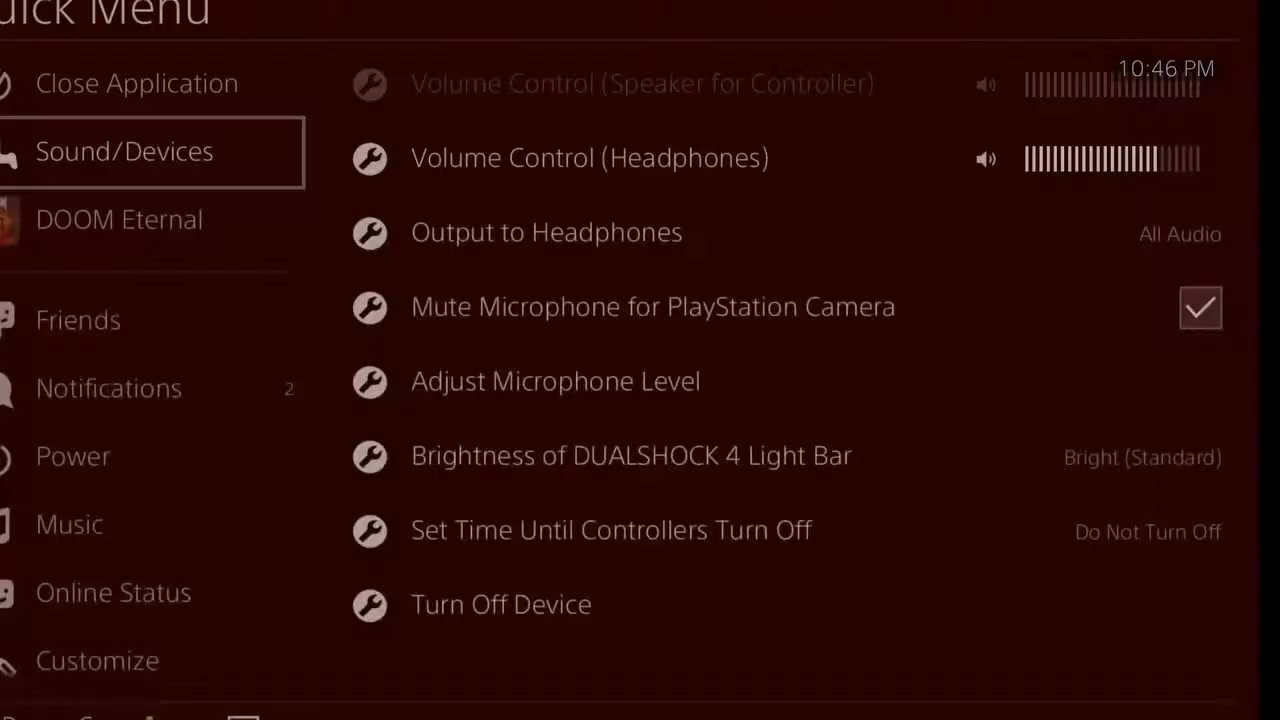 Quick Menu
10:46 PM
Close Application
Sound/Devices
DOOM Eternal
Friends
Notifications 2
Power
Music
Online Status
Customize
Volume Control (Speaker for Controller)
Volume Control (Headphones)
Output to Headphones All Audio
Mute Microphone for PlayStation Camera
Adjust Microphone Level
Brightness of DUALSHOCK 4 Light Bar Bright (Standard)
Set Time Until Controllers Turn Off Do Not Turn Off
Turn Off Device